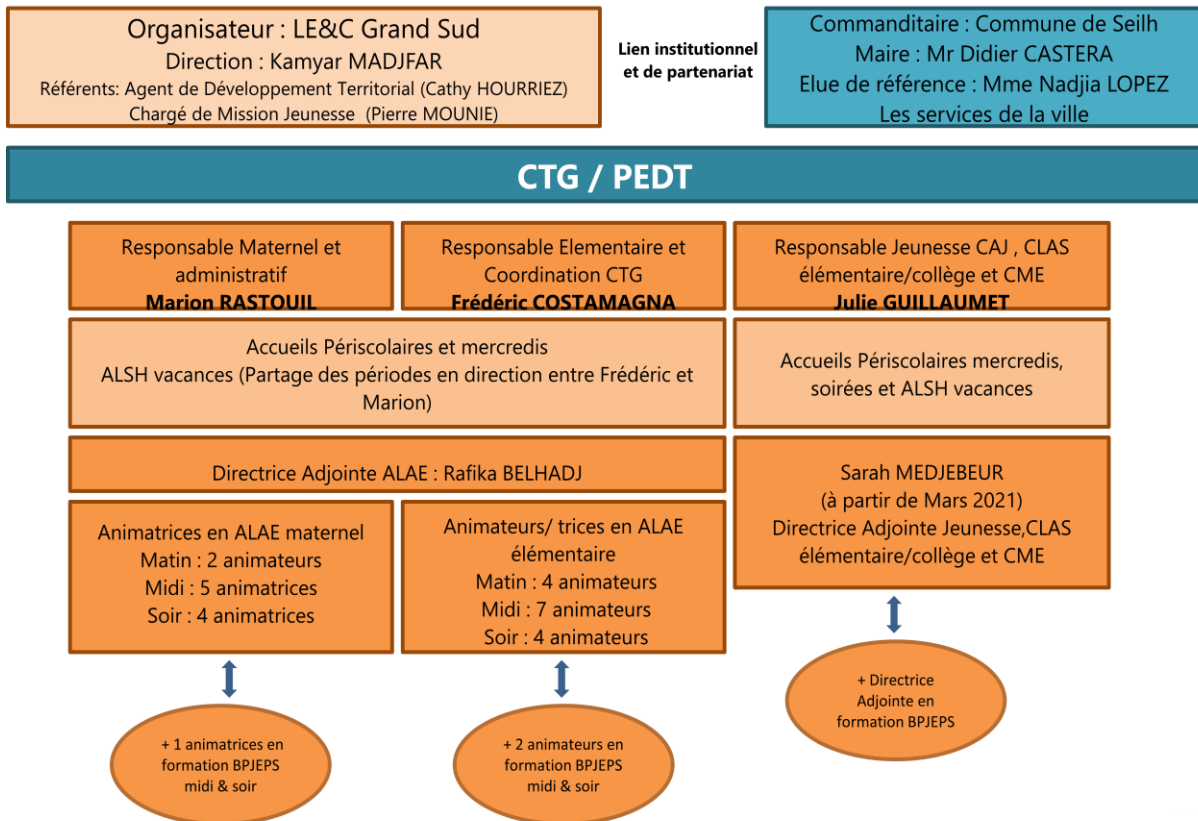 Organisateur : LE&C Grand Sud
Direction : Kamyar MADJFAR
Référents: Agent de Développement Territorial (Cathy HOURRIEZ)
Chargé de Mission Jeunesse  (Pierre MOUNIE)
Lien institutionnel
et de partenariat
Commanditaire : Commune de Seilh
Maire : Mr Didier CASTERA
Elue de référence : Mme Nadjia LOPEZ
Les services de la ville
CTG / PEDT
Responsable Maternel et
administratif
Marion RASTOUIL
Responsable Elementaire et
Coordination CTG
Frédéric COSTAMAGNA
Responsable Jeunesse CAJ , CLAS
élémentaire/collège et CME
Julie GUILLAUMET
Accueils Périscolaires et mercredis
ALSH vacances (Partage des périodes en direction entre Frédéric et
Marion)
Accueils Périscolaires mercredis,
soirées et ALSH vacances
Directrice Adjointe ALAE : Rafika BELHADJ
Sarah MEDJEBEUR
(à partir de Mars 2021)
Directrice Adjointe Jeunesse,CLAS
élémentaire/collège et CME
Animatrices en ALAE maternel
Matin : 2 animateurs
Midi : 5 animatrices
Soir : 4 animatrices
Animateurs/ trices en ALAE
élémentaire
Matin : 4 animateurs
Midi : 7 animateurs
Soir : 4 animateurs
+ 1 animatrices en
formation BPJEPS
midi & soir
+ 2 animateurs en
formation BPJEPS
midi & soir
+ Directrice
Adjointe en
formation BPJEPS